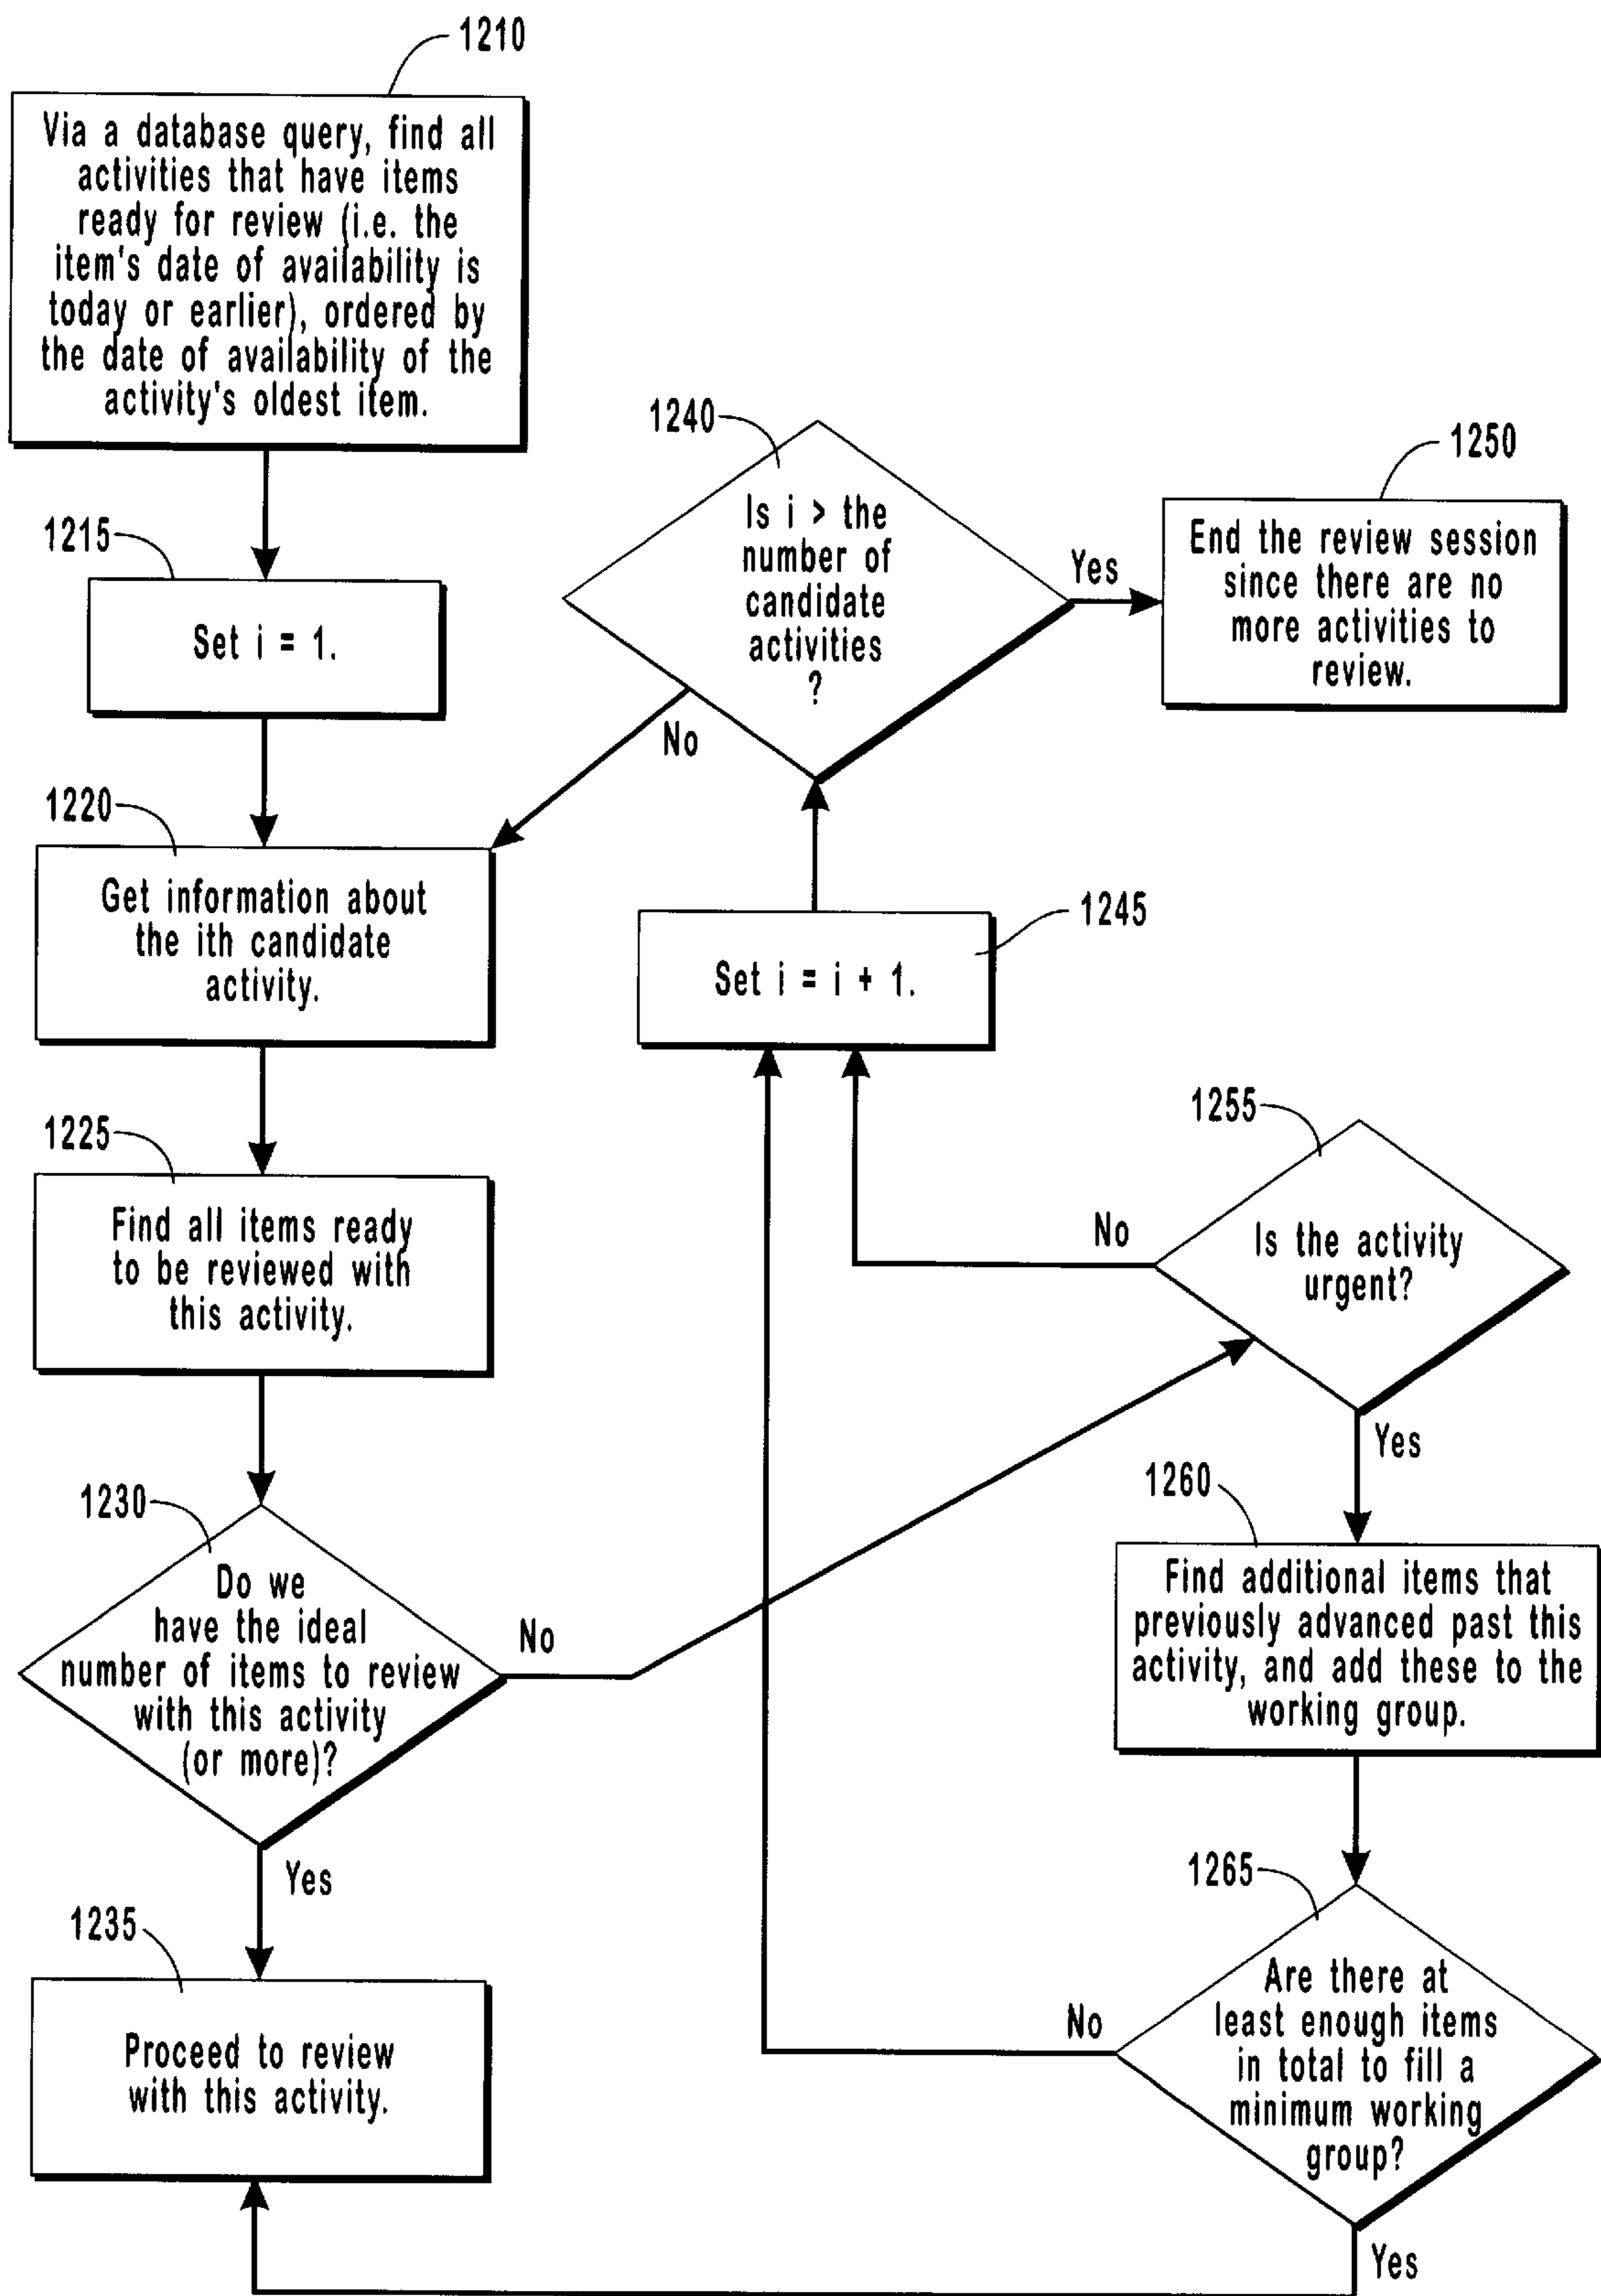 1210
Via a database query, find all
activities that have items
ready for review (i.e. the
item's date of availability is
today or earlier), ordered by
the date of availability of the
activity's oldest item.
1215
Set i = 1.
1220
Get information about
the ith candidate
activity.
1225
Find all items ready
to be reviewed with
this activity.
1230
Do we
have the ideal
number of items to review
with this activity
(or more)?
No
Yes
1235
Proceed to review
with this activity.
1240
Is i > the
number of
candidate
activities
?
Yes
No
1250
End the review session
since there are no
more activities to
review.
1245
Set i = i + 1.
1255
Is the activity
urgent?
No
Yes
1260
Find additional items that
previously advanced past this
activity, and add these to the
working group.
1265
Are there at
least enough items
in total to fill a
minimum working
group?
No
Yes